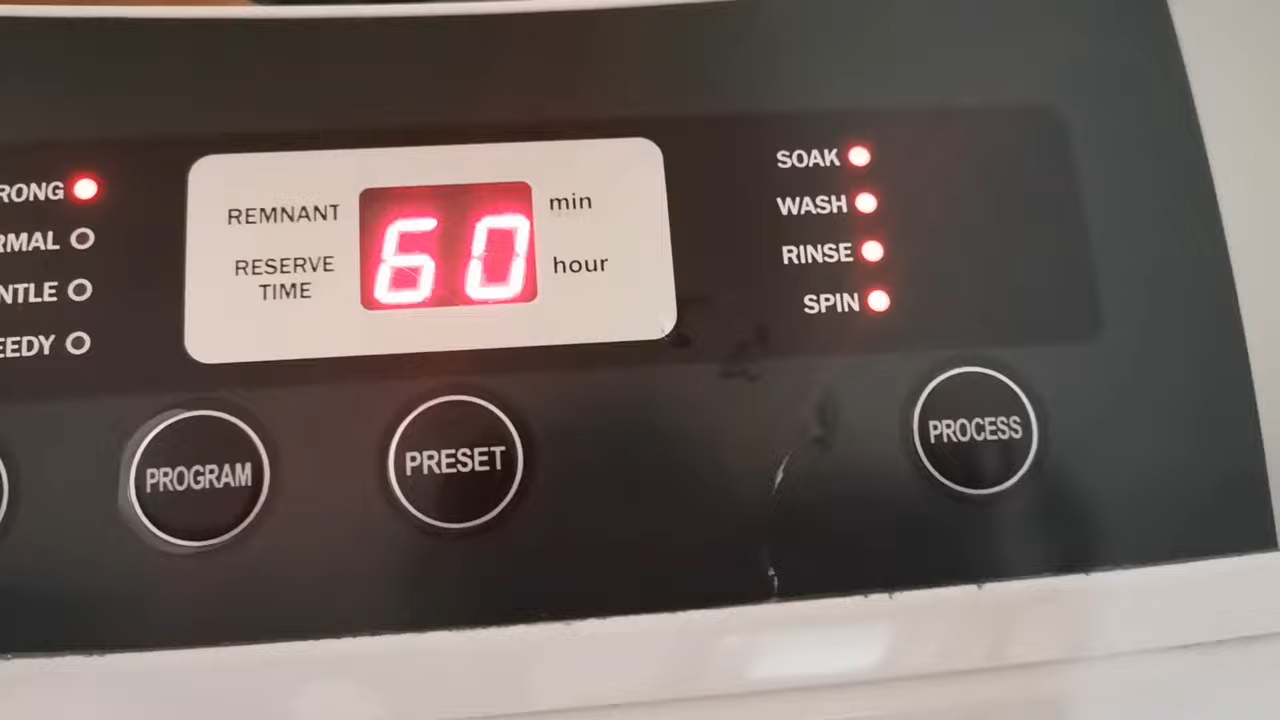 RONG
RMAL
NTLE
EEDY
REMNANT
RESERVE
TIME
60
min
hour
SOAK
WASH
RINSE
SPIN
PROGRAM
PRESET
PROCESS